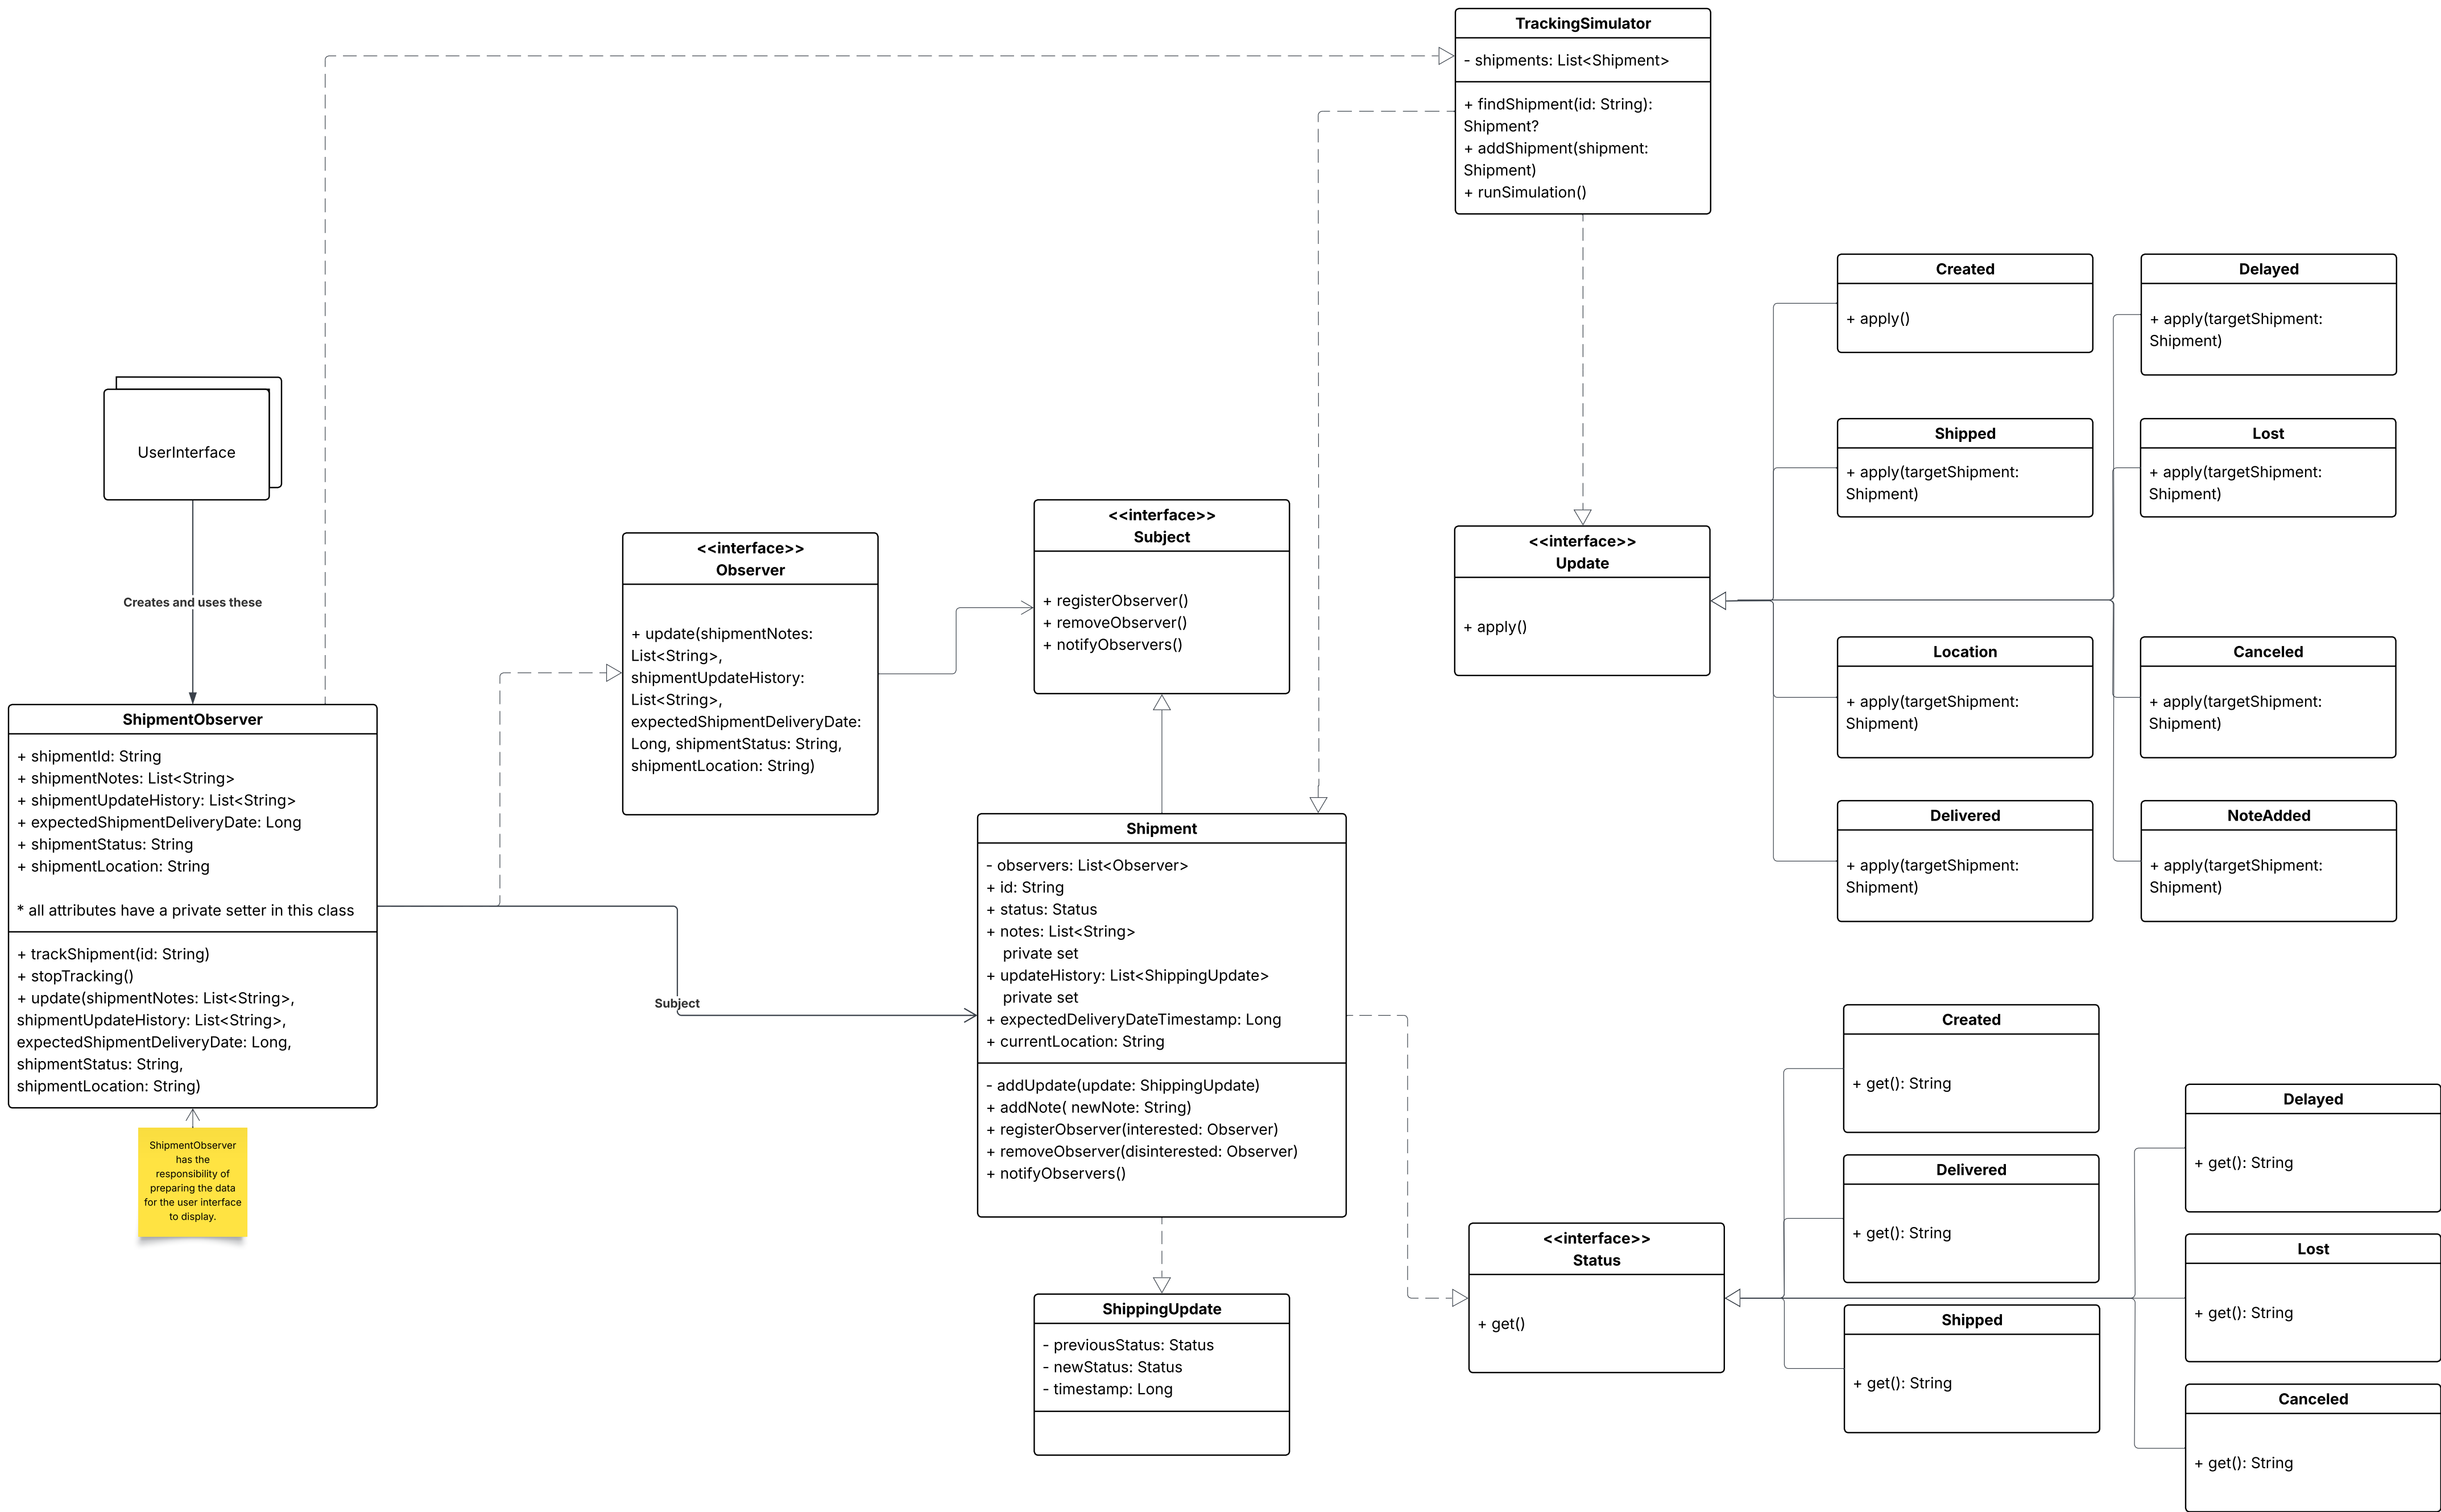 TrackingSimulator
- shipments: List<Shipment>
+ findShipment(id: String):
Shipment?
+ addShipment(shipment:
Shipment)
+ runSimulation()
Created
+ apply()
Delayed
+ apply(targetShipment:
Shipment)
Shipped
+ apply(targetShipment:
Shipment)
Lost
+ apply(targetShipment:
Shipment)
UserInterface
Creates and uses these
<<interface>>
Observer
+ update(shipmentNotes:
List<String>,
shipmentUpdateHistory:
List<String>,
expectedShipmentDeliveryDate:
Long, shipmentStatus: String,
shipmentLocation: String)
<<interface>>
Subject
+ registerObserver()
+ removeObserver()
+ notifyObservers()
<<interface>>
Update
+ apply()
Location
+ apply(targetShipment:
Shipment)
Canceled
+ apply(targetShipment:
Shipment)
Delivered
+ apply(targetShipment:
Shipment)
NoteAdded
+ apply(targetShipment:
Shipment)
ShipmentObserver
+ shipmentId: String
+ shipmentNotes: List<String>
+ shipmentUpdateHistory: List<String>
+ expectedShipmentDeliveryDate: Long
+ shipmentStatus: String
+ shipmentLocation: String
* all attributes have a private setter in this class
+ trackShipment(id: String)
+ stopTracking()
+ update(shipmentNotes: List<String>,
shipmentUpdateHistory: List<String>,
expectedShipmentDeliveryDate: Long,
shipmentStatus: String,
shipmentLocation: String)
ShipmentObserver
has the
responsibility of
preparing the data
for the user interface
to display.
Subject
Shipment
- observers: List<Observer>
+ id: String
+ status: Status
+ notes: List<String>
private set
+ updateHistory: List<ShippingUpdate>
private set
+ expectedDeliveryDateTimestamp: Long
+ currentLocation: String
- addUpdate(update: ShippingUpdate)
+ addNote( newNote: String)
+ registerObserver(interested: Observer)
+ removeObserver(disinterested: Observer)
+ notifyObservers()
ShippingUpdate
- previousStatus: Status
- newStatus: Status
- timestamp: Long
<<interface>>
Status
+ get()
Created
+ get(): String
Delivered
+ get(): String
Shipped
+ get(): String
Delayed
+ get(): String
Lost
+ get(): String
Canceled
+ get(): String